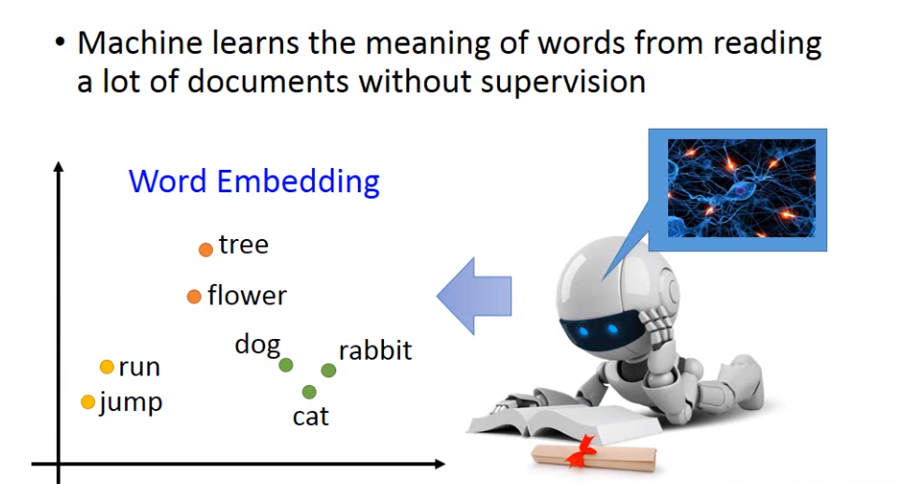 • Machine learns the meaning of words from reading
a lot of documents without supervision
Word Embedding
tree
flower
dog
rabbit
run
jump
cat